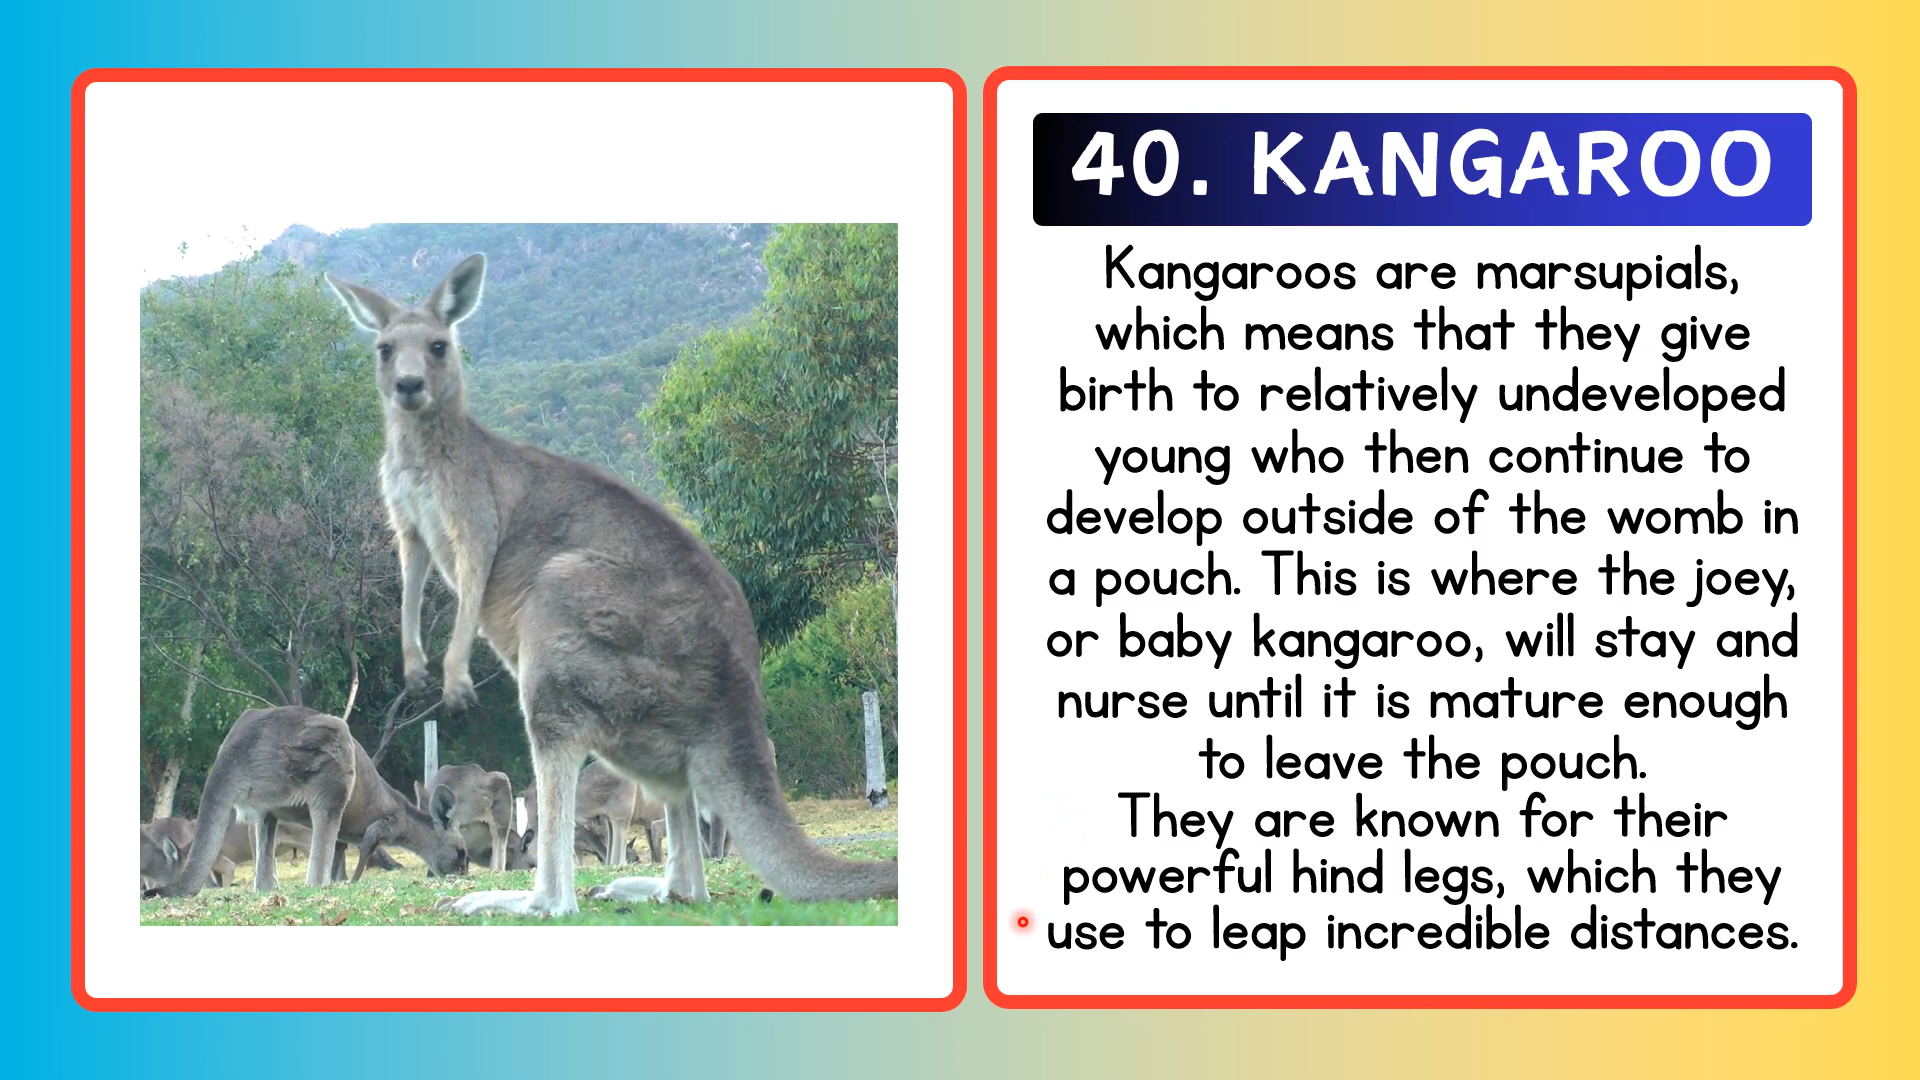 40. KANGAROO
Kangaroos are marsupials,
which means that they give
birth to relatively undeveloped
young who then continue to
develop outside of the womb in
a pouch. This is where the joey,
or baby kangaroo, will stay and
nurse until it is mature enough
to leave the pouch.
They are known for their
powerful hind legs, which they
use to leap incredible distances.